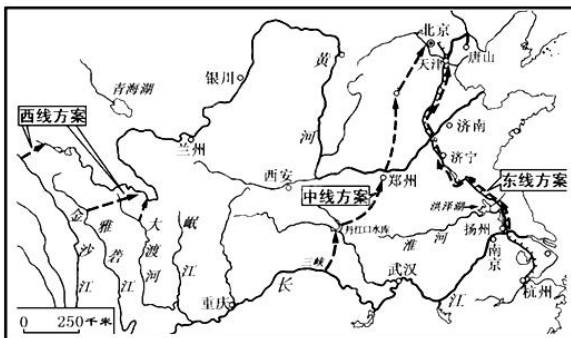 北京
天津
唐山
黄
河
银川
青海湖
西线方案
兰州
济南
济宁
西安
中线方案
郑州
东线方案
洪泽湖
金
沙
江
雅
砻
江
大
渡
河
岷
江
丹江口水库
淮
河
扬州
南京
三峡
武汉
长
江
重庆
杭州
0 250千米